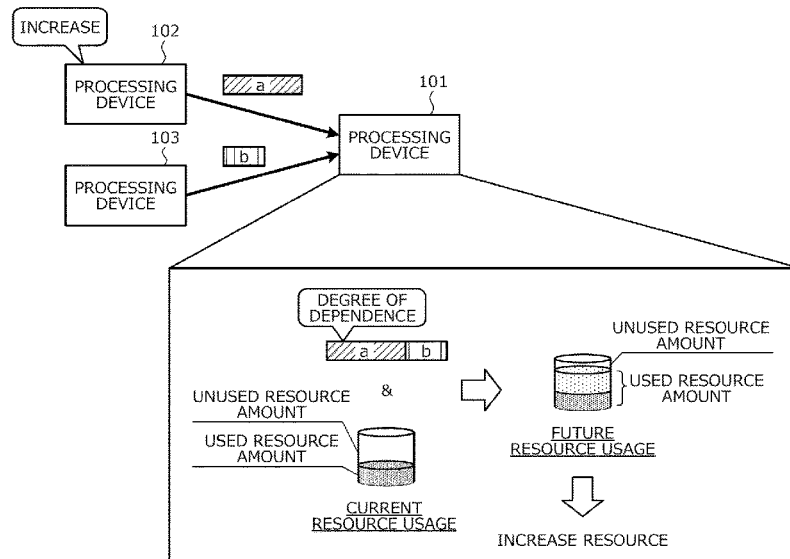 INCREASE
102
PROCESSING
DEVICE
a
101
PROCESSING
DEVICE
103
PROCESSING
DEVICE
b
DEGREE OF
DEPENDENCE
a
b
&
UNUSED RESOURCE
AMOUNT
USED RESOURCE
AMOUNT
CURRENT
RESOURCE USAGE
UNUSED RESOURCE
AMOUNT
USED RESOURCE
AMOUNT
FUTURE
RESOURCE USAGE
INCREASE RESOURCE